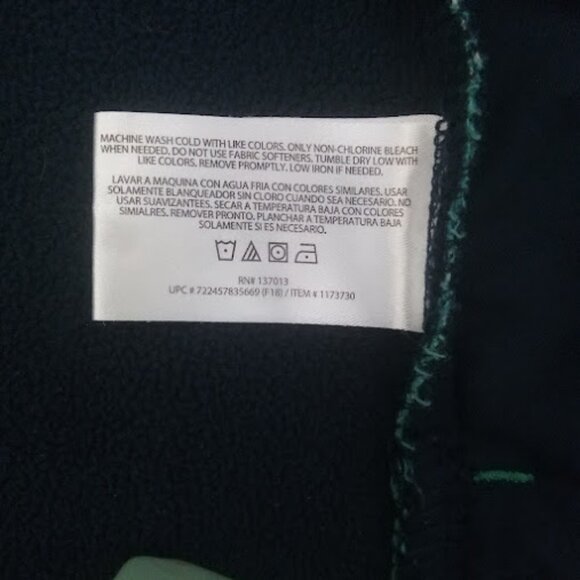 MACHINE WASH COLD WITH LIKE COLORS. ONLY NON-CHLORINE BLEACH
WHEN NEEDED. DO NOT USE FABRIC SOFTENERS. TUMBLE DRY LOW WITH
LIKE COLORS. REMOVE PROMPTLY. LOW IRON IF NEEDED.
LAVAR A MAQUINA CON AGUA FRIA CON COLORES SIMILARES. USAR
SOLAMENTE BLANQUEADOR SIN CLORO CUANDO SEA NECESARIO. NO
USAR SUAVIZANTES. SECAR A TEMPERATURA BAJA CON COLORES
SIMIALRES. REMOVER PRONTO. PLANCHAR A TEMPERATURA BAJA
SOLAMENTE SI ES NECESARIO.
RN# 137013
UPC # 722457835669 (F18) / ITEM # 1173730